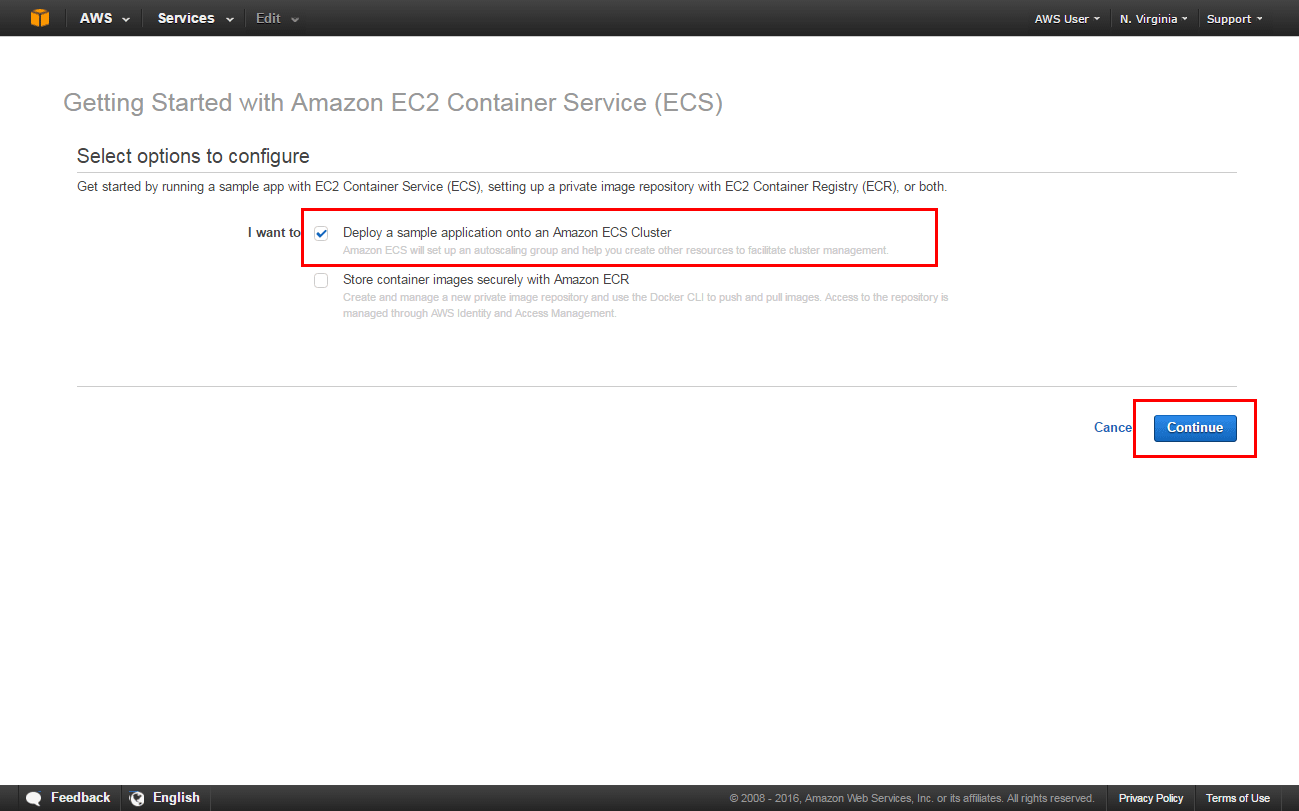 AWS Services Edit AWS User N. Virginia Support
Getting Started with Amazon EC2 Container Service (ECS)
Select options to configure
Get started by running a sample app with EC2 Container Service (ECS), setting up a private image repository with EC2 Container Registry (ECR), or both.
I want to Deploy a sample application onto an Amazon ECS Cluster
Amazon ECS will set up an autoscaling group and help you create other resources to facilitate cluster management.
Store container images securely with Amazon ECR
Create and manage a new private image repository and use the Docker CLI to push and pull images. Access to the repository is
managed through AWS Identity and Access Management.
Cance Continue
Feedback English © 2008 - 2016, Amazon Web Services, Inc. or its affiliates. All rights reserved. Privacy Policy Terms of Use